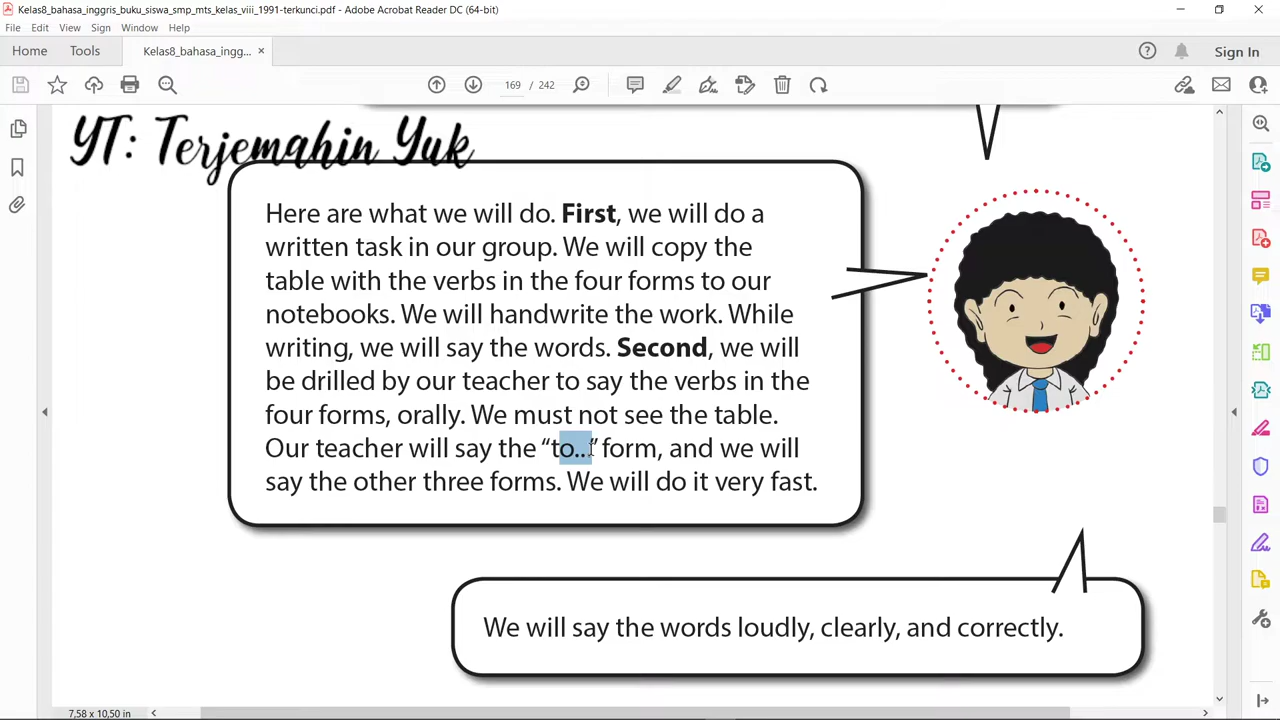 Kelas8_bahasa_inggris_buku_siswa_smp_mts_kelas_viii_1991-terkunci.pdf - Adobe Acrobat Reader DC (64-bit)
File Edit View Sign Window Help
Home Tools Kelas8_bahasa_ingg... × Sign In
169 / 242
YT: Terjemahin Yuk
Here are what we will do. First, we will do a
written task in our group. We will copy the
table with the verbs in the four forms to our
notebooks. We will handwrite the work. While
writing, we will say the words. Second, we will
be drilled by our teacher to say the verbs in the
four forms, orally. We must not see the table.
Our teacher will say the “to...” form, and we will
say the other three forms. We will do it very fast.
We will say the words loudly, clearly, and correctly.
7,58 x 10,50 in